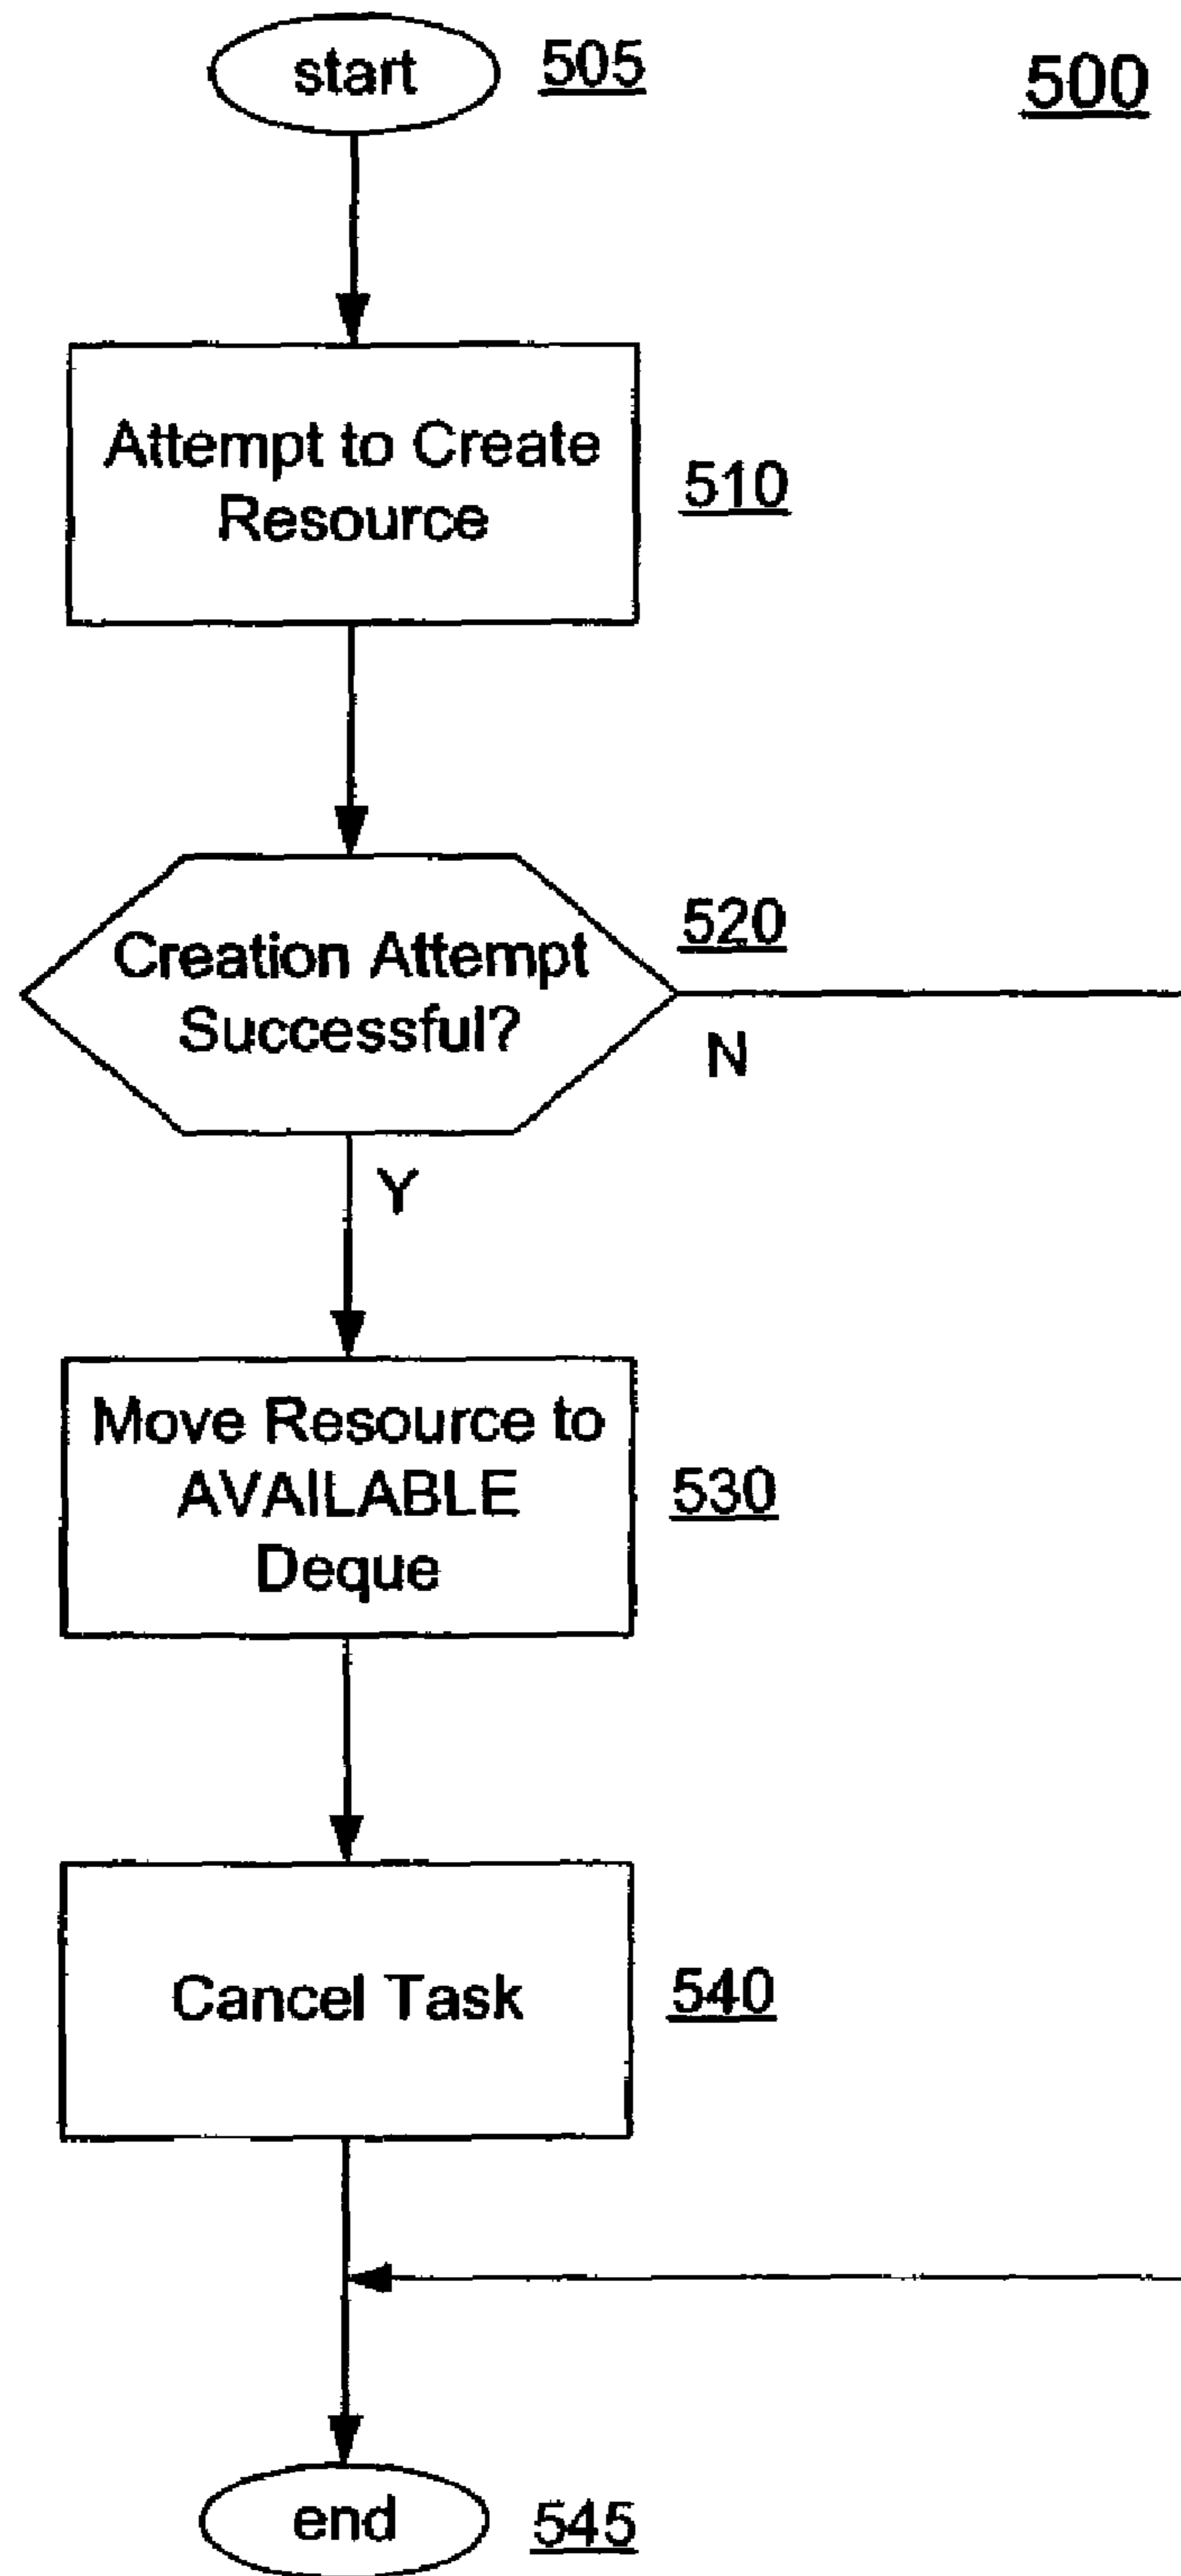 start
505
500
Attempt to Create
Resource
510
Creation Attempt
Successful?
520
N
Y
Move Resource to
AVAILABLE
Deque
530
Cancel Task
540
end
545